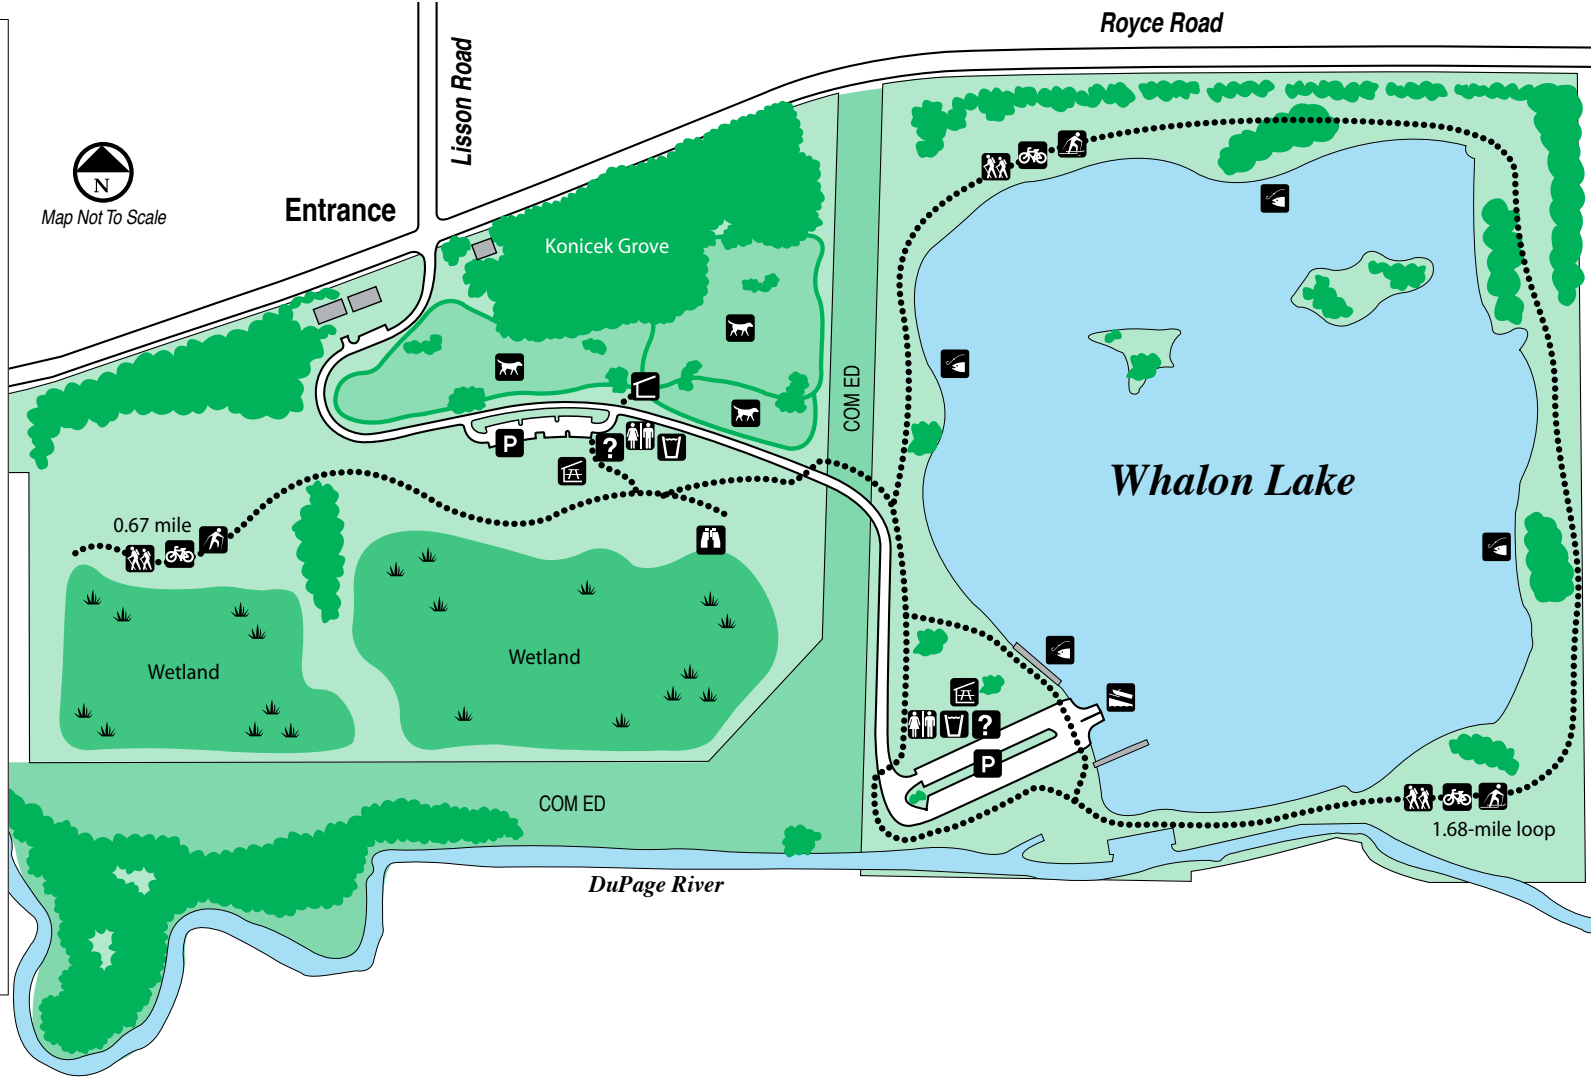 Royce Road
Lisson Road
N
Map Not To Scale
Entrance
Konicek Grove
COM ED
P
?
Whalon Lake
0.67 mile
Wetland
Wetland
?
P
COM ED
1.68-mile loop
DuPage River